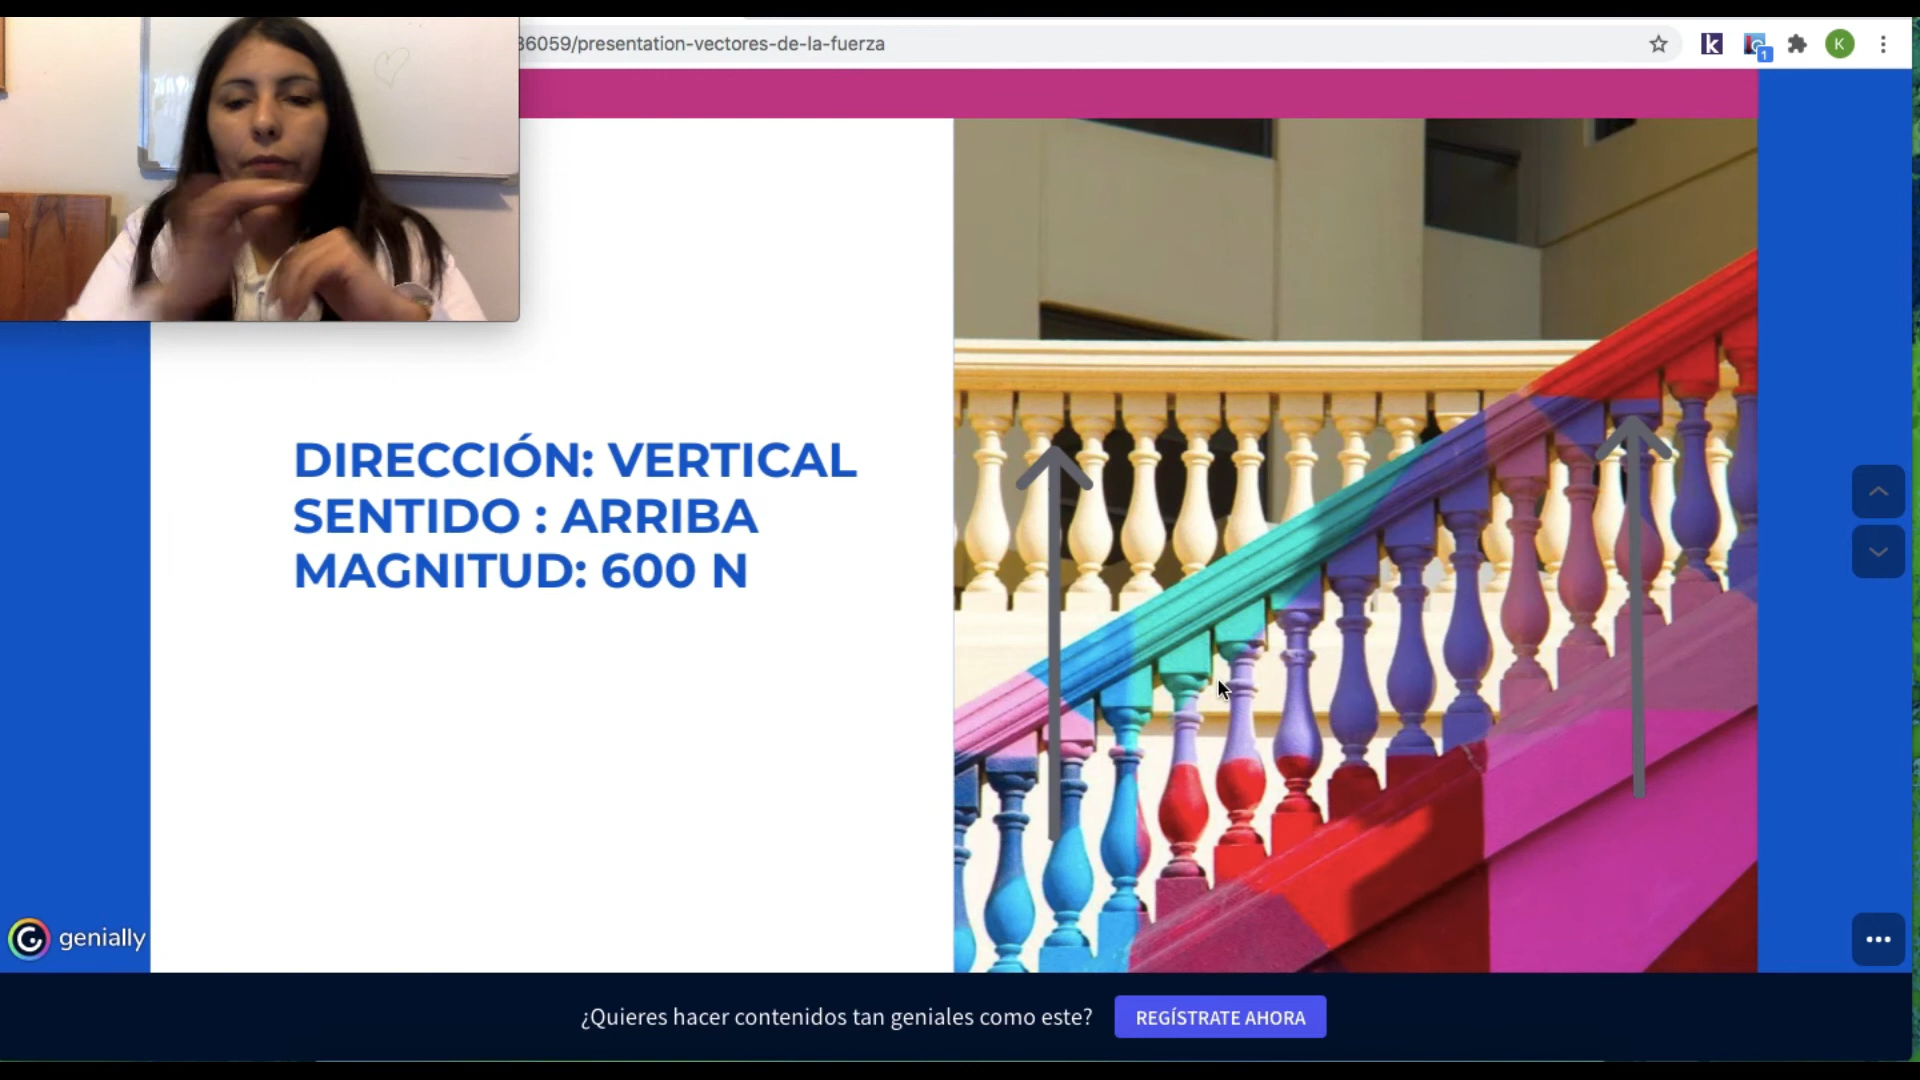 36059/presentation-vectores-de-la-fuerza
k
1
K
DIRECCIÓN: VERTICAL
SENTIDO : ARRIBA
MAGNITUD: 600 N
genially
¿Quieres hacer contenidos tan geniales como este?
REGÍSTRATE AHORA